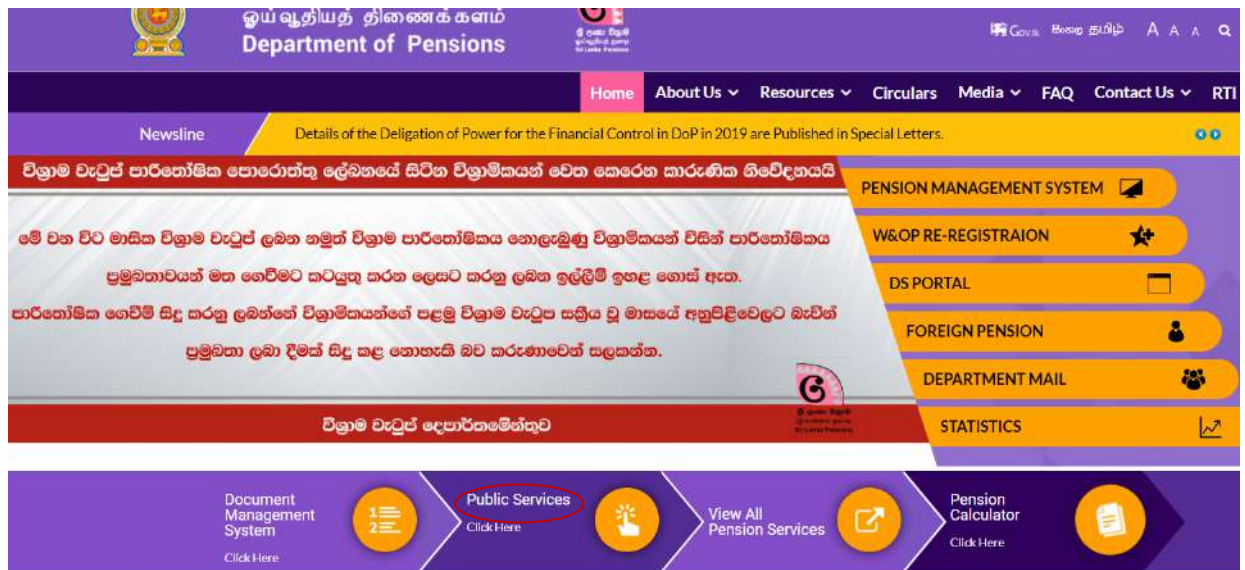 ஓய்வூதியத் திணைக்களம்
Department of Pensions
Gov.lk සිංහල தமிழ் A A A
Home About Us Resources Circulars Media FAQ Contact Us RTI
Newsline
Details of the Deligation of Power for the Financial Control in DoP in 2019 are Published in Special Letters.
විශ්‍රාම වැටුප් පාරිතෝෂික පොරොත්තු ලේඛනයේ සිටින විශ්‍රාමිකයන් වෙත කෙරෙන කාරුණික නිවේදනයයි
මේ වන විට මාසික විශ්‍රාම වැටුප් ලබන නමුත් විශ්‍රාම පාරිතෝෂිකය නොලැබුණු විශ්‍රාමිකයන් විසින් පාරිතෝෂිකය
ප්‍රමුඛතාවයන් මත ගෙවීමට කටයුතු කරන ලෙසට කරනු ලබන ඉල්ලීම් ඉහළ ගොස් ඇත.
පාරිතෝෂික ගෙවීම් සිදු කරනු ලබන්නේ විශ්‍රාමිකයන්ගේ පළමු විශ්‍රාම වැටුප සක්‍රීය වූ මාසයේ අනුපිළිවෙලට බැවින්
ප්‍රමුඛතා ලබා දීමක් සිදු කළ නොහැකි බව කරුණාවෙන් සලකන්න.
විශ්‍රාම වැටුප් දෙපාර්තමේන්තුව
PENSION MANAGEMENT SYSTEM
W&OP RE-REGISTRAION
DS PORTAL
FOREIGN PENSION
DEPARTMENT MAIL
STATISTICS
Document
Management
System
Click Here
Public Services
Click Here
View All
Pension Services
Pension
Calculator
Click Here